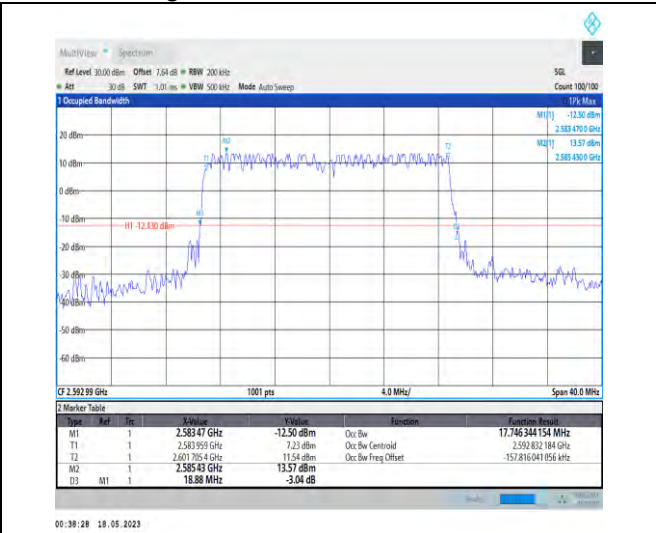 MultiView Spectrum
Ref Level 30.00 dBm Offset 7.64 dB RBW 200 kHz SGL
Att 30 dB SWT 1.01 ms VBW 500 kHz Mode Auto Sweep Count 100/100
1 Occupied Bandwidth 1Pk Max
M1[1] -12.50 dBm
2.583 4700 GHz
20 dBm M2[1] 13.57 dBm
2.585 4300 GHz
M2
T1 T2
10 dBm
0 dBm
-10 dBm
M1
H1 -12.430 dBm
-20 dBm
-30 dBm
-40 dBm
-50 dBm
-60 dBm
CF 2.592 99 GHz 1001 pts 4.0 MHz/ Span 40.0 MHz
2 Marker Table
Type Ref Trc X-Value Y-Value Function Function Result
M1 1 2.583 47 GHz -12.50 dBm Occ Bw 17.746 344 154 MHz
T1 1 2.583 959 GHz 7.23 dBm Occ Bw Centroid 2.592 832 184 GHz
T2 1 2.601 705 4 GHz 11.54 dBm Occ Bw Freq Offset -157.816 041 056 kHz
M2 1 2.585 43 GHz 13.57 dBm
D3 M1 1 18.88 MHz -3.04 dB
00:38:28 18.05.2023